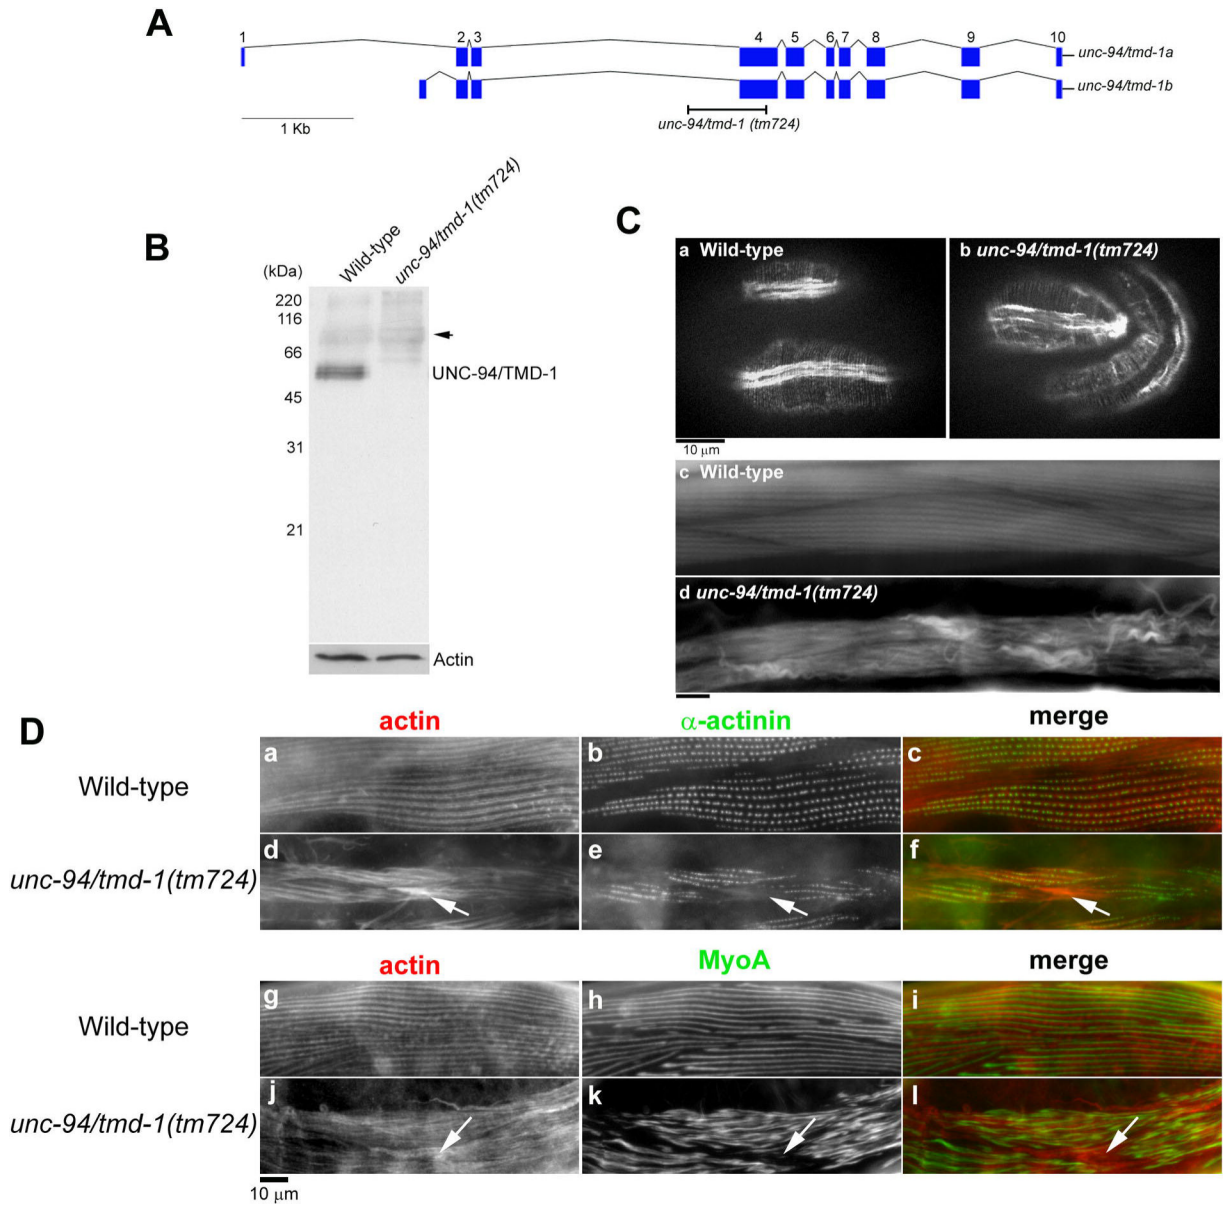 A
1 2 3 4 5 6 7 8 9 10
unc-94/tmd-1a
unc-94/tmd-1b
1 Kb
unc-94/tmd-1 (tm724)
B
(kDa)
Wild-type
unc-94/tmd-1(tm724)
220
116
66
UNC-94/TMD-1
45
31
21
Actin
C
a Wild-type
b unc-94/tmd-1(tm724)
10 μm
c Wild-type
d unc-94/tmd-1(tm724)
D
actin
α-actinin
merge
Wild-type
a
b
c
unc-94/tmd-1(tm724)
d
e
f
actin
MyoA
merge
Wild-type
g
h
i
unc-94/tmd-1(tm724)
j
k
l
10 μm